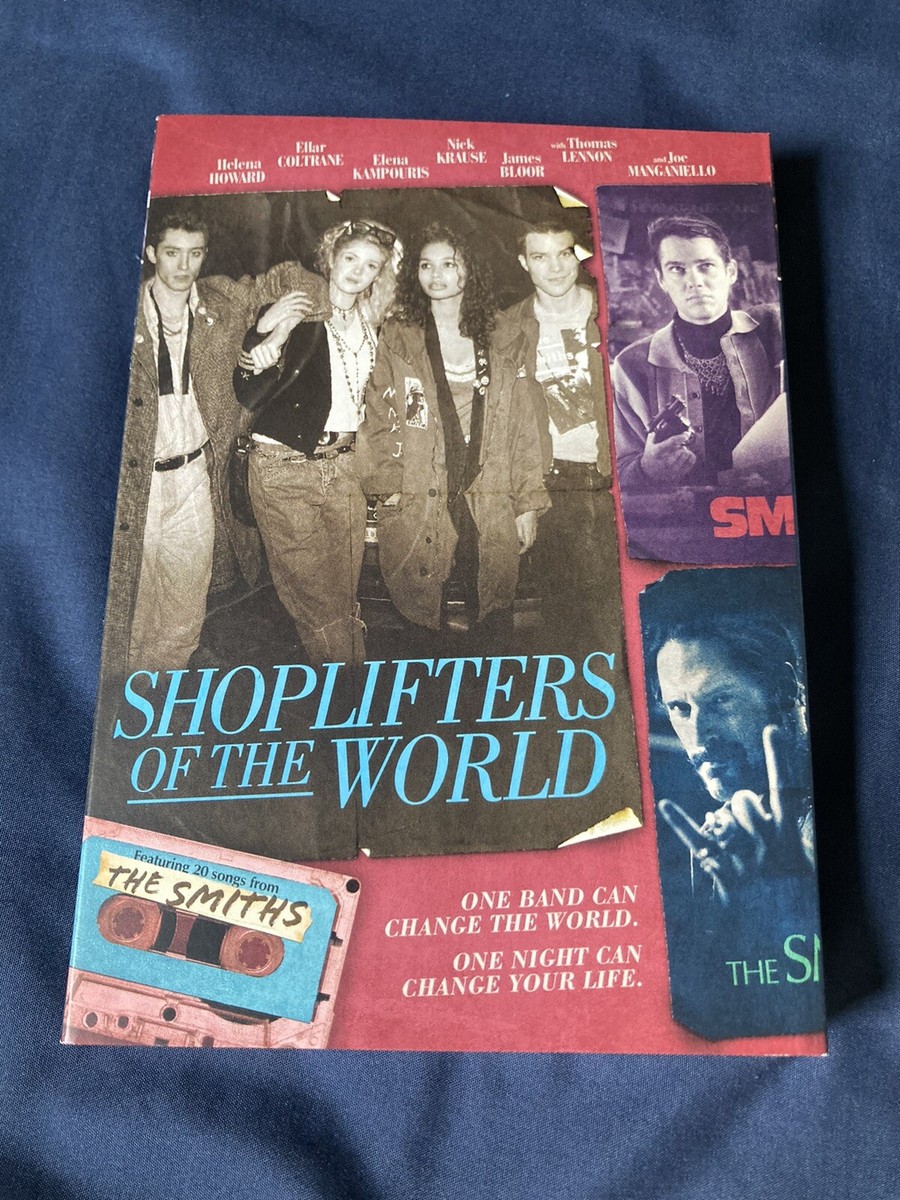 Helena
HOWARD
Ellar
COLTRANE
Elena
KAMPOURIS
Nick
KRAUSE
James
BLOOR
with Thomas
LENNON
and Joe
MANGANIELLO
SM
SHOPLIFTERS
OF THE WORLD
Featuring 20 songs from
THE SMITHS
ONE BAND CAN
CHANGE THE WORLD.
ONE NIGHT CAN
CHANGE YOUR LIFE.
THE SM